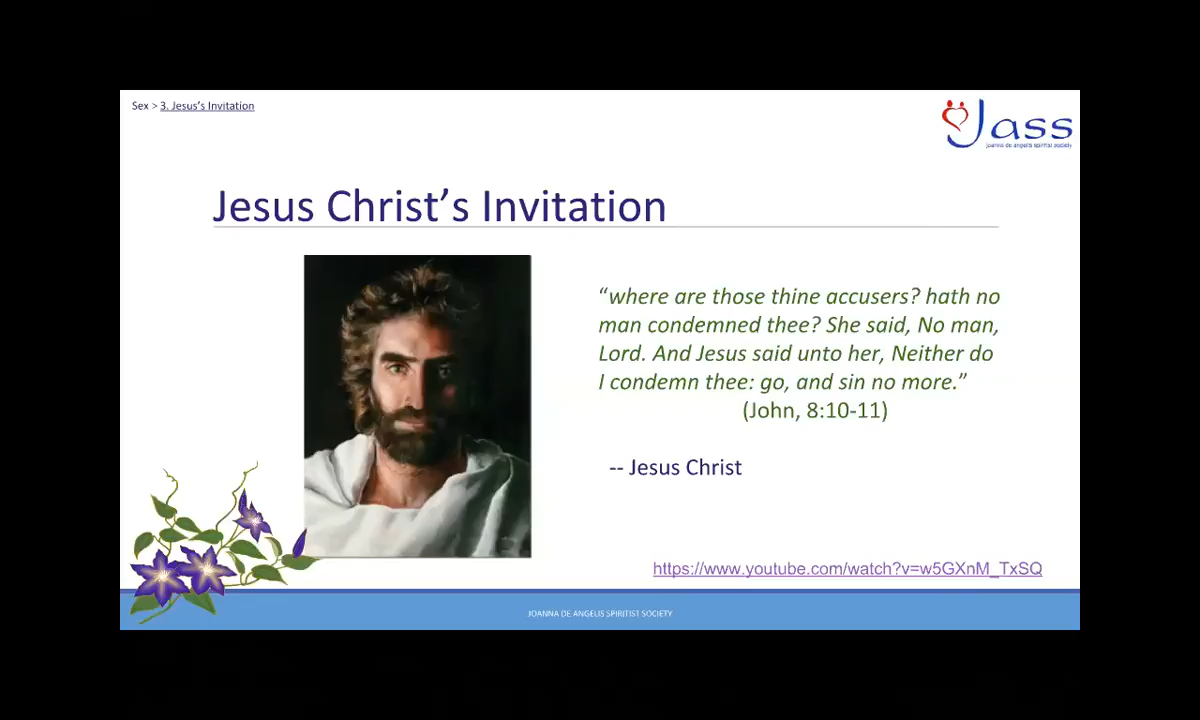 Sex > 3. Jesus's Invitation
Jass
joanna de angelis spiritist society
Jesus Christ’s Invitation
“where are those thine accusers? hath no
man condemned thee? She said, No man,
Lord. And Jesus said unto her, Neither do
I condemn thee: go, and sin no more.”
(John, 8:10-11)
-- Jesus Christ
https://www.youtube.com/watch?v=w5GXnM_TxSQ
JOANNA DE ANGELIS SPIRITIST SOCIETY